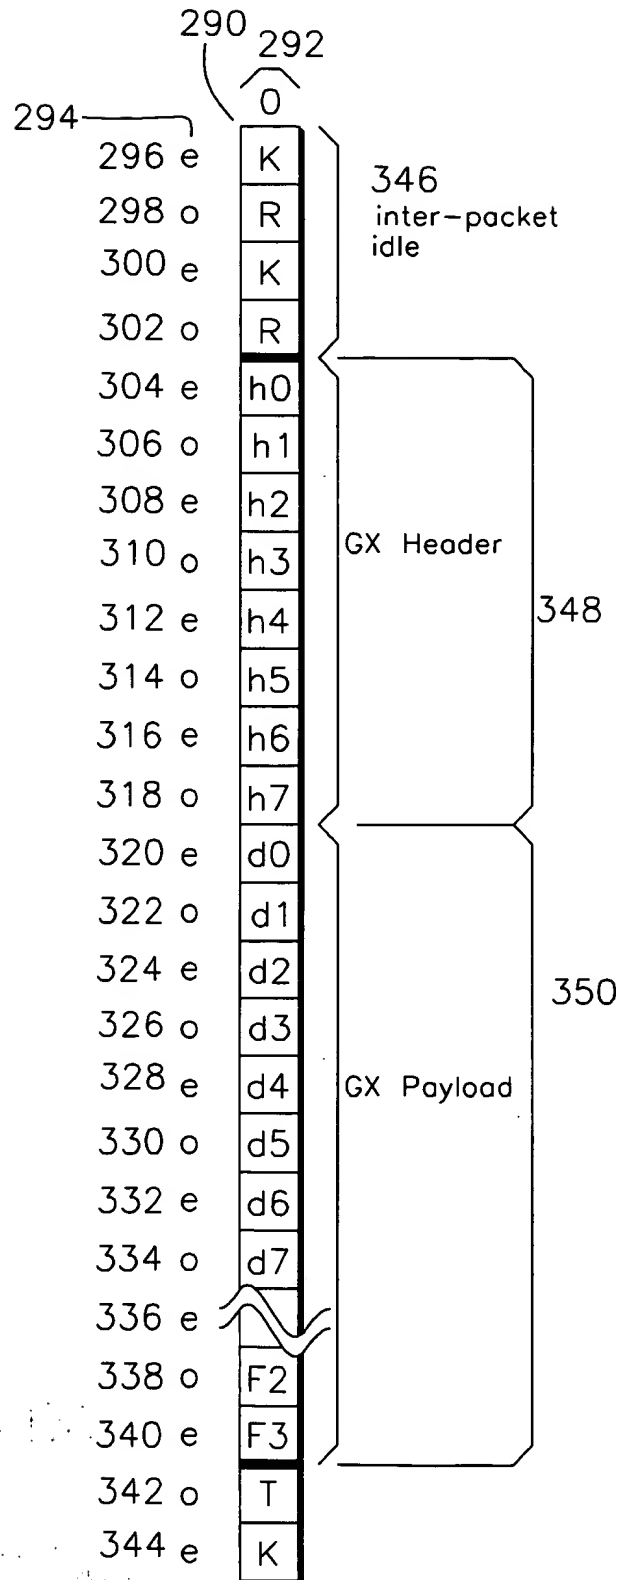 290 292
0
294
296 e K
346
inter-packet
idle
298 o R
300 e K
302 o R
304 e h0
306 o h1
308 e h2
310 o h3
GX Header
312 e h4
348
314 o h5
316 e h6
318 o h7
320 e d0
322 o d1
324 e d2
350
326 o d3
328 e d4
GX Payload
330 o d5
332 e d6
334 o d7
336 e
338 o F2
340 e F3
342 o T
344 e K